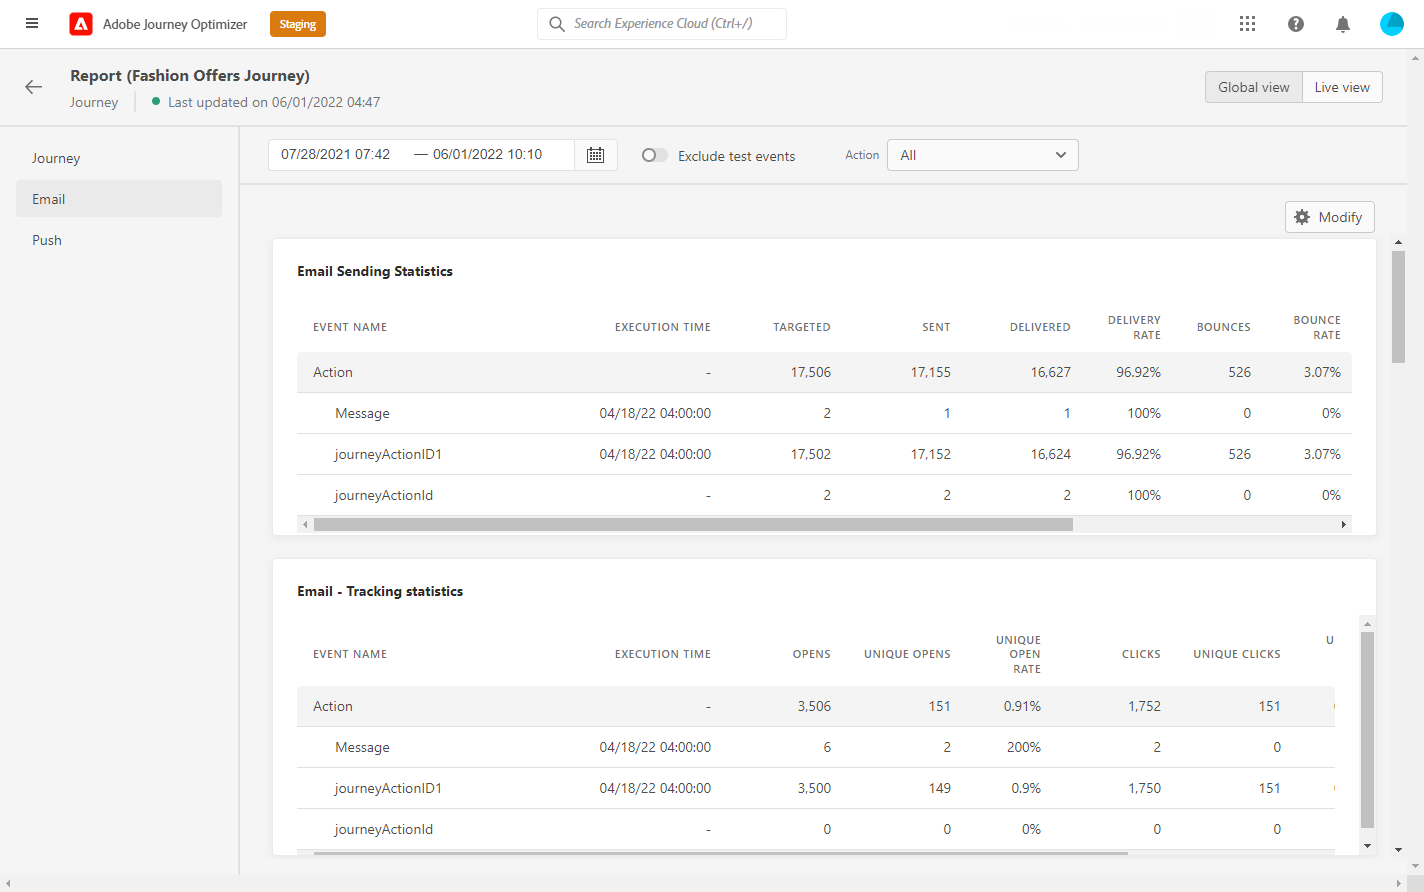 Adobe Journey Optimizer
Staging
Search Experience Cloud (Ctrl+/)
Report (Fashion Offers Journey)
Journey
Last updated on 06/01/2022 04:47
Global view
Live view
Journey
Email
Push
07/28/2021 07:42 — 06/01/2022 10:10
Exclude test events
Action
All
Modify
Email Sending Statistics
EVENT NAME EXECUTION TIME TARGETED SENT DELIVERED DELIVERY RATE BOUNCES BOUNCE RATE
Action - 17,506 17,155 16,627 96.92% 526 3.07%
Message 04/18/22 04:00:00 2 1 1 100% 0 0%
journeyActionID1 04/18/22 04:00:00 17,502 17,152 16,624 96.92% 526 3.07%
journeyActionId - 2 2 2 100% 0 0%
Email - Tracking statistics
EVENT NAME EXECUTION TIME OPENS UNIQUE OPENS UNIQUE OPEN RATE CLICKS UNIQUE CLICKS U
Action - 3,506 151 0.91% 1,752 151
Message 04/18/22 04:00:00 6 2 200% 2 0
journeyActionID1 04/18/22 04:00:00 3,500 149 0.9% 1,750 151
journeyActionId - 0 0 0% 0 0